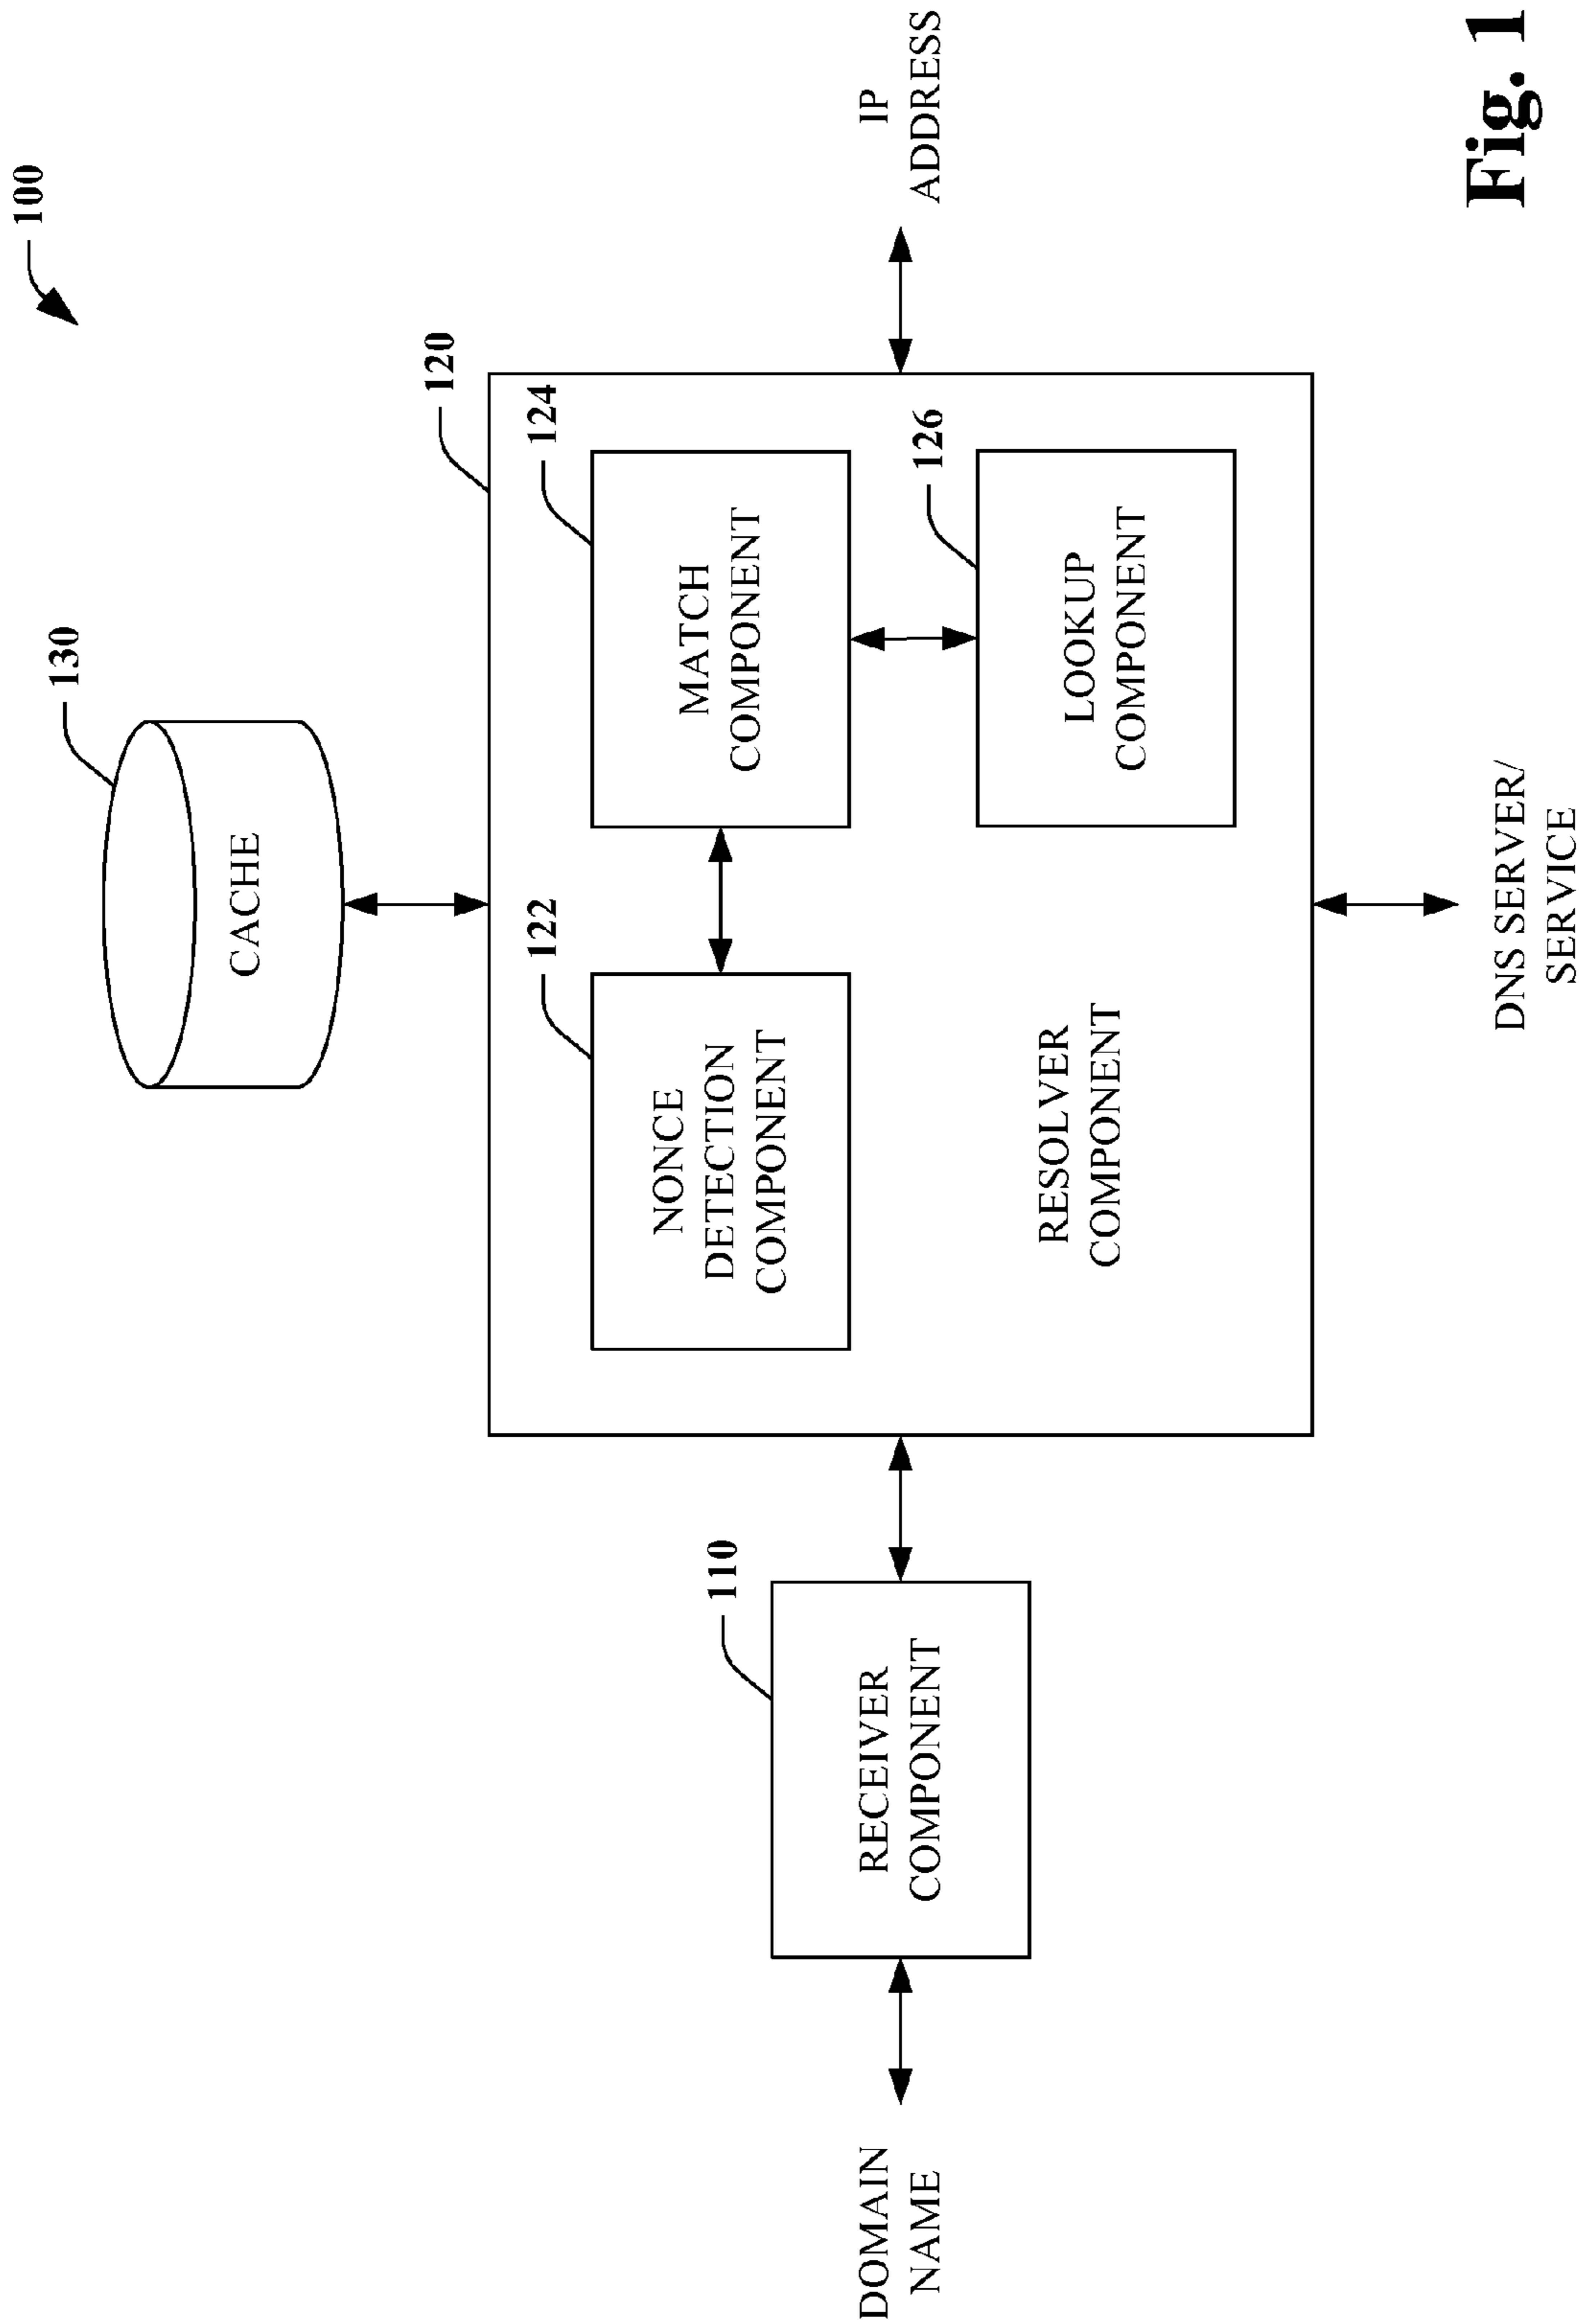 100
130
CACHE
120
122
124
NONCE
DETECTION
COMPONENT
MATCH
COMPONENT
110
126
DOMAIN
NAME
RECEIVER
COMPONENT
IP
ADDRESS
RESOLVER
COMPONENT
LOOKUP
COMPONENT
DNS SERVER/
SERVICE
Fig. 1